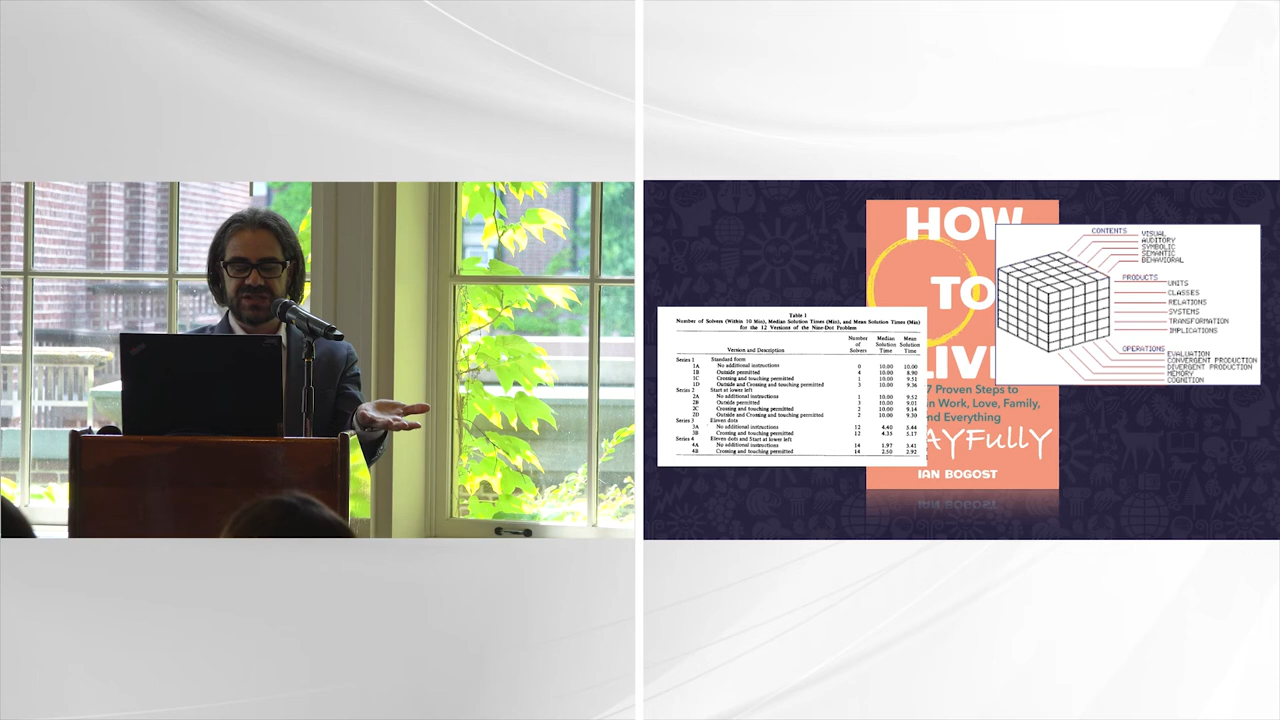 HOW
TO
LIV
7 Proven Steps to
in Work, Love, Family,
nd Everything
AYFullY
IAN BOGOST
Table I
Number of Solvers (Within 10 Min), Median Solution Times (Min), and Mean Solution Times (Min)
for the 12 Versions of the Nine-Dot Problem
Version and Description Number of Solvers Median Solution Time Mean Solution Time
Series 1 Standard form
1A No additional instructions 0 10.00 10.00
1B Outside permitted 4 10.00 8.90
1C Crossing and touching permitted 1 10.00 9.51
1D Outside and Crossing and touching permitted 3 10.00 9.36
Series 2 Start at lower left
2A No additional instructions 1 10.00 9.52
2B Outside permitted 3 10.00 9.01
2C Crossing and touching permitted 2 10.00 9.14
2D Outside and Crossing and touching permitted 2 10.00 9.30
Series 3 Eleven dots
3A No additional instructions 12 4.40 5.44
3B Crossing and touching permitted 12 4.35 5.17
Series 4 Eleven dots and Start at lower left
4A No additional instructions 14 1.97 3.41
4B Crossing and touching permitted 14 2.50 2.92
CONTENTS
VISUAL
AUDITORY
SYMBOLIC
SEMANTIC
BEHAVIORAL
PRODUCTS
UNITS
CLASSES
RELATIONS
SYSTEMS
TRANSFORMATION
IMPLICATIONS
OPERATIONS
EVALUATION
CONVERGENT PRODUCTION
DIVERGENT PRODUCTION
MEMORY
COGNITION